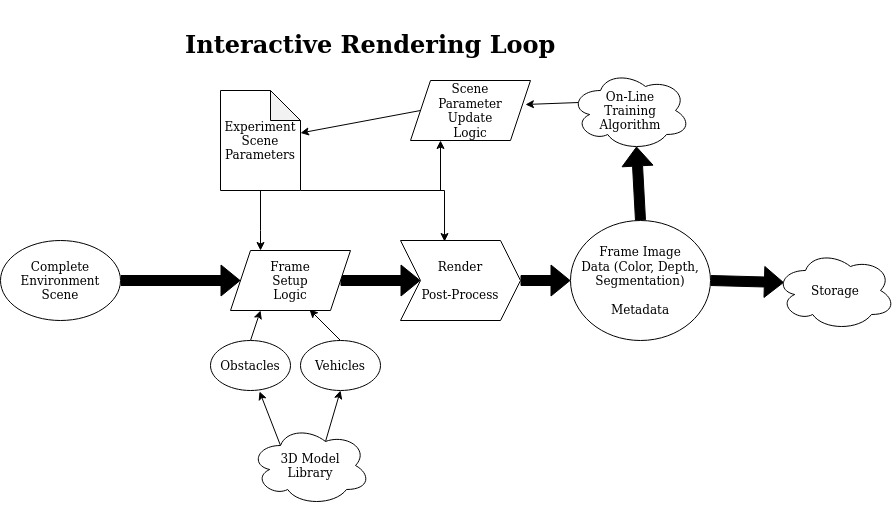 Interactive Rendering Loop
Scene
Parameter
Update
Logic
On-Line
Training
Algorithm
Experiment
Scene
Parameters
Complete
Environment
Scene
Frame
Setup
Logic
Render
Post-Process
Frame Image
Data (Color, Depth,
Segmentation)
Metadata
Storage
Obstacles
Vehicles
3D Model
Library